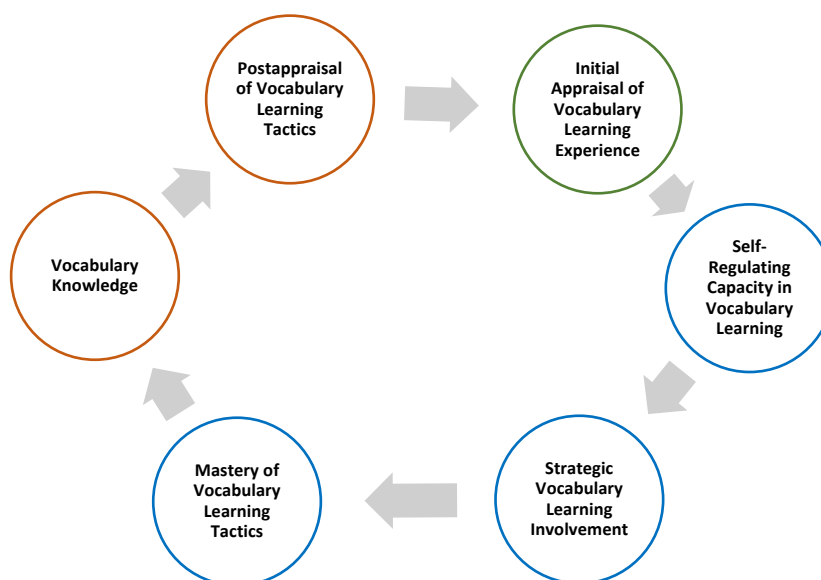 Postappraisal
of Vocabulary
Learning
Tactics
Initial
Appraisal of
Vocabulary
Learning
Experience
Self-
Regulating
Capacity in
Vocabulary
Learning
Strategic
Vocabulary
Learning
Involvement
Mastery of
Vocabulary
Learning
Tactics
Vocabulary
Knowledge